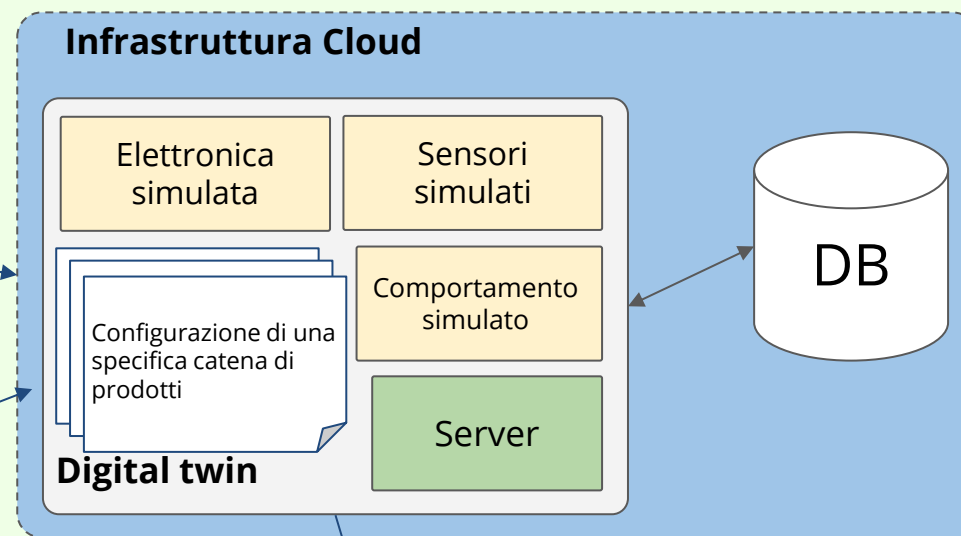 Infrastruttura Cloud
Elettronica
simulata
Sensori
simulati
Configurazione di una
specifica catena di
prodotti
Comportamento
simulato
Server
Digital twin
DB